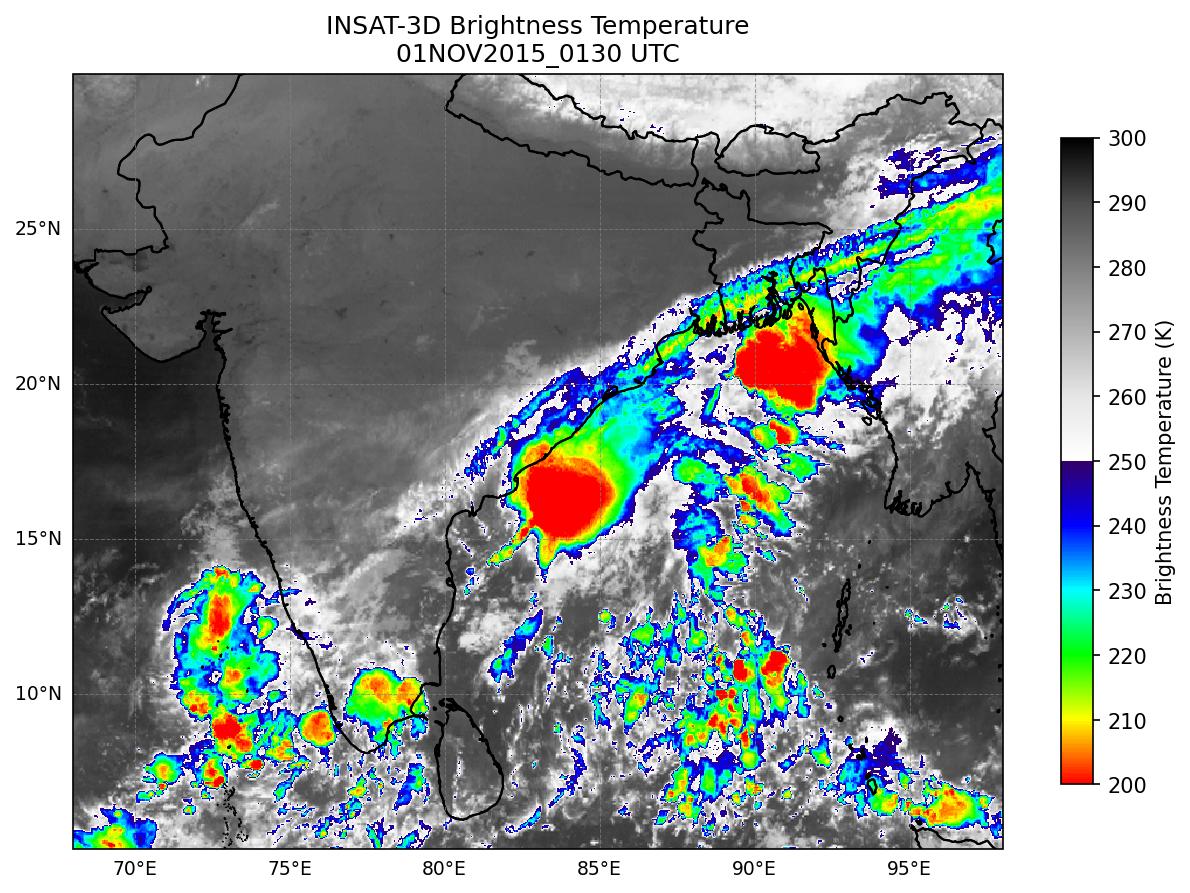 INSAT-3D Brightness Temperature
01NOV2015_0130 UTC
25°N
20°N
15°N
10°N
70°E
75°E
80°E
85°E
90°E
95°E
300
290
280
270
260
250
240
230
220
210
200
Brightness Temperature (K)